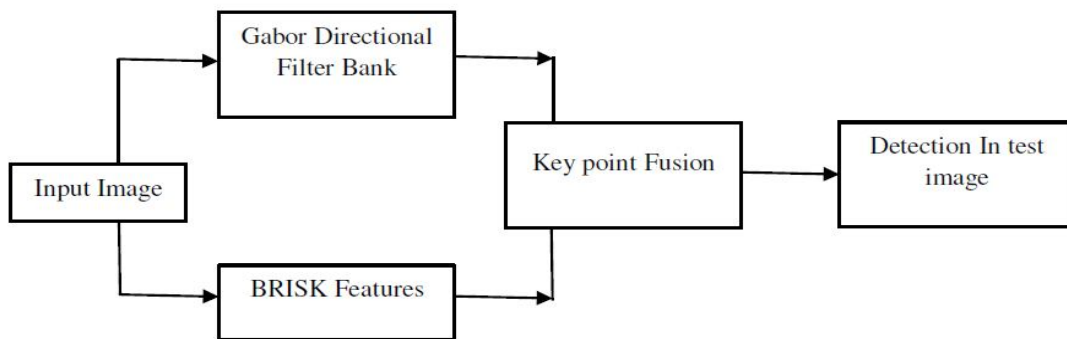 Gabor Directional
Filter Bank
Input Image
Key point Fusion
Detection In test
image
BRISK Features